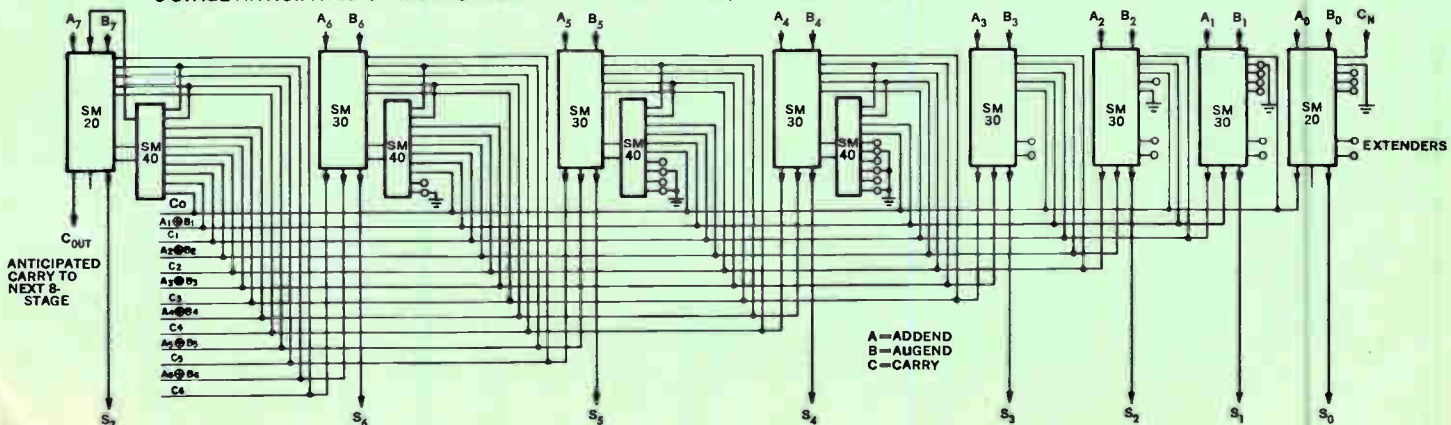 A7 B7 A6 B6 A5 B5 A4 B4 A3 B3 A2 B2 A1 B1 A0 B0 CN
SM 20
SM 40
SM 30
SM 40
SM 30
SM 40
SM 30
SM 40
SM 30
SM 30
SM 30
SM 20
EXTENDERS
COUT
ANTICIPATED
CARRY TO
NEXT 8-
STAGE
C0
A1⊕B1
C1
A2⊕B2
C2
A3⊕B3
C3
A4⊕B4
C4
A5⊕B5
C5
A6⊕B6
C6
A=ADDEND
B=AUGEND
C=CARRY
S7 S6 S5 S4 S3 S2 S1 S0